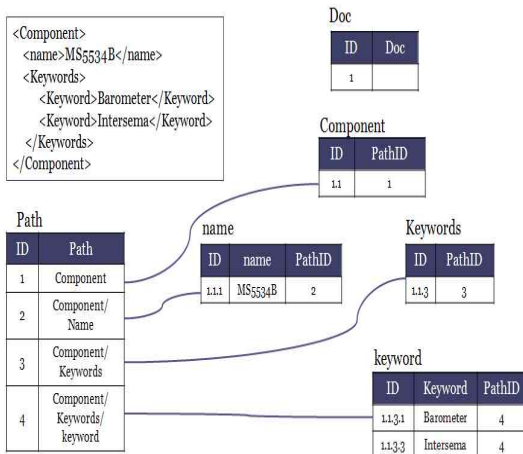 <Component>
<name>MS5534B</name>
<Keywords>
<Keyword>Barometer</Keyword>
<Keyword>Intersema</Keyword>
</Keywords>
</Component>
Doc
ID Doc
1
Component
ID PathID
1.1 1
Path
ID Path
1 Component
2 Component/
Name
3 Component/
Keywords
4 Component/
Keywords/
keyword
name
ID name PathID
1.1.1 MS5534B 2
Keywords
ID PathID
1.1.3 3
keyword
ID Keyword PathID
1.1.3.1 Barometer 4
1.1.3.3 Intersema 4